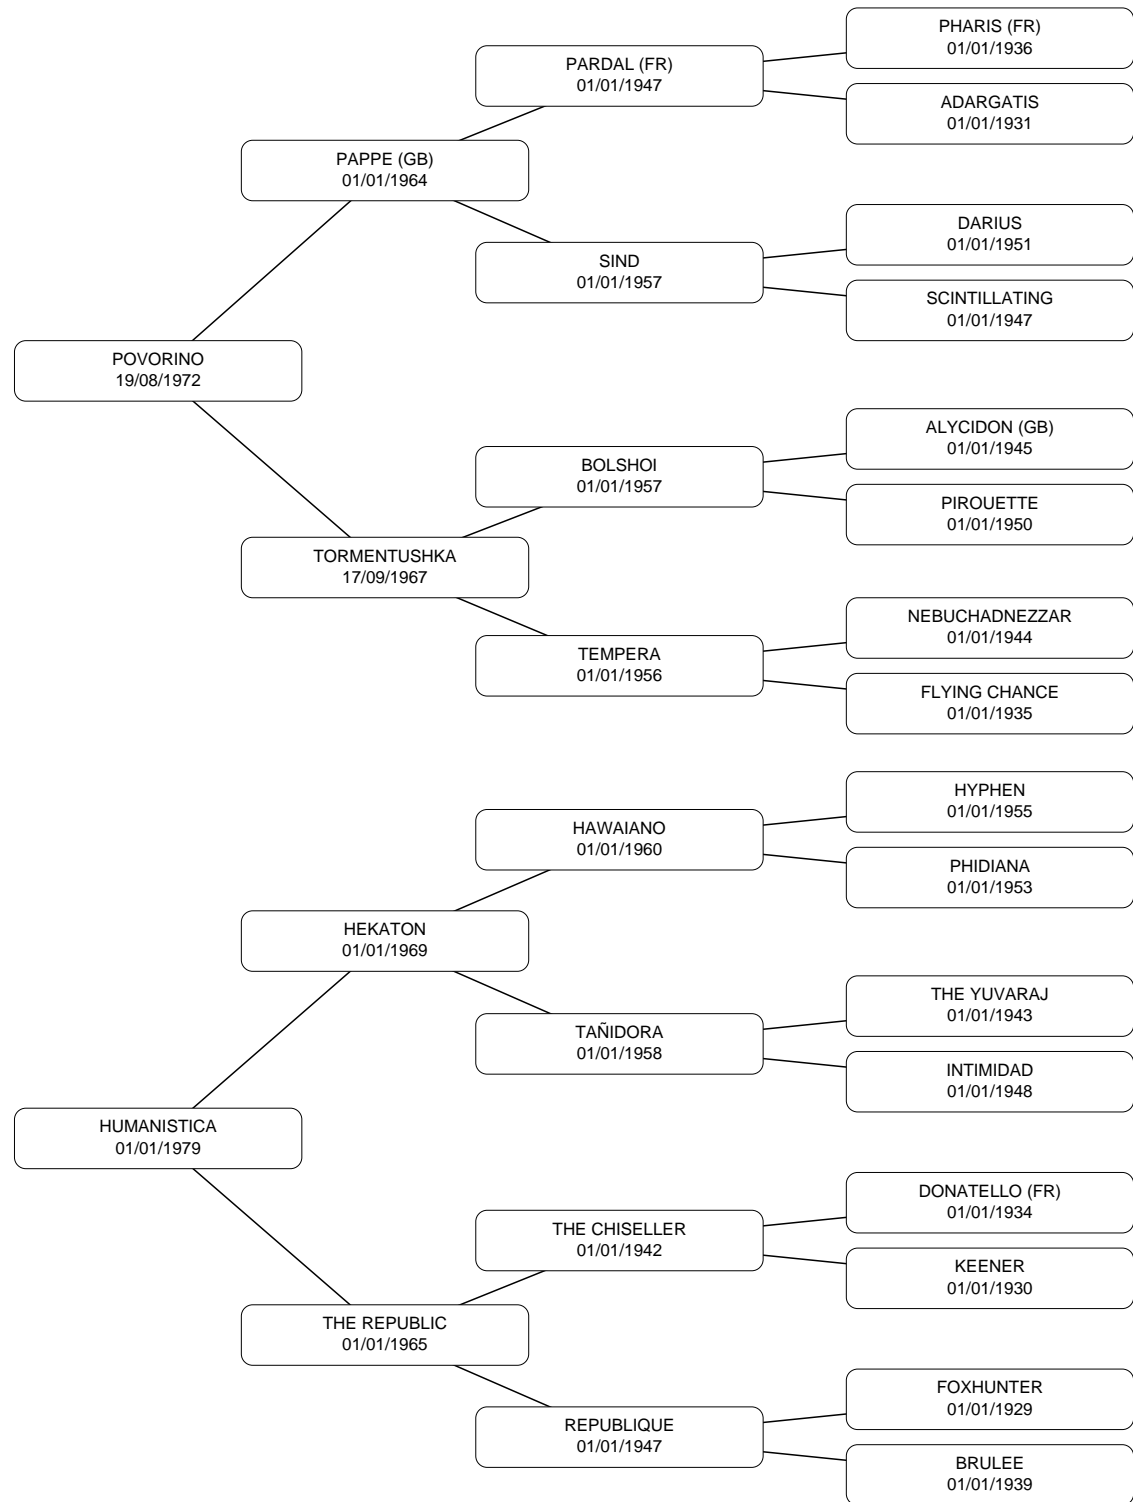 PHARIS (FR)
01/01/1936
PARDAL (FR)
01/01/1947
ADARGATIS
01/01/1931
PAPPE (GB)
01/01/1964
DARIUS
01/01/1951
SIND
01/01/1957
SCINTILLATING
01/01/1947
POVORINO
19/08/1972
ALYCIDON (GB)
01/01/1945
BOLSHOI
01/01/1957
PIROUETTE
01/01/1950
TORMENTUSHKA
17/09/1967
NEBUCHADNEZZAR
01/01/1944
TEMPERA
01/01/1956
FLYING CHANCE
01/01/1935
HYPHEN
01/01/1955
HAWAIANO
01/01/1960
PHIDIANA
01/01/1953
HEKATON
01/01/1969
THE YUVARAJ
01/01/1943
TAÑIDORA
01/01/1958
INTIMIDAD
01/01/1948
HUMANISTICA
01/01/1979
DONATELLO (FR)
01/01/1934
THE CHISELLER
01/01/1942
KEENER
01/01/1930
THE REPUBLIC
01/01/1965
FOXHUNTER
01/01/1929
REPUBLIQUE
01/01/1947
BRULEE
01/01/1939